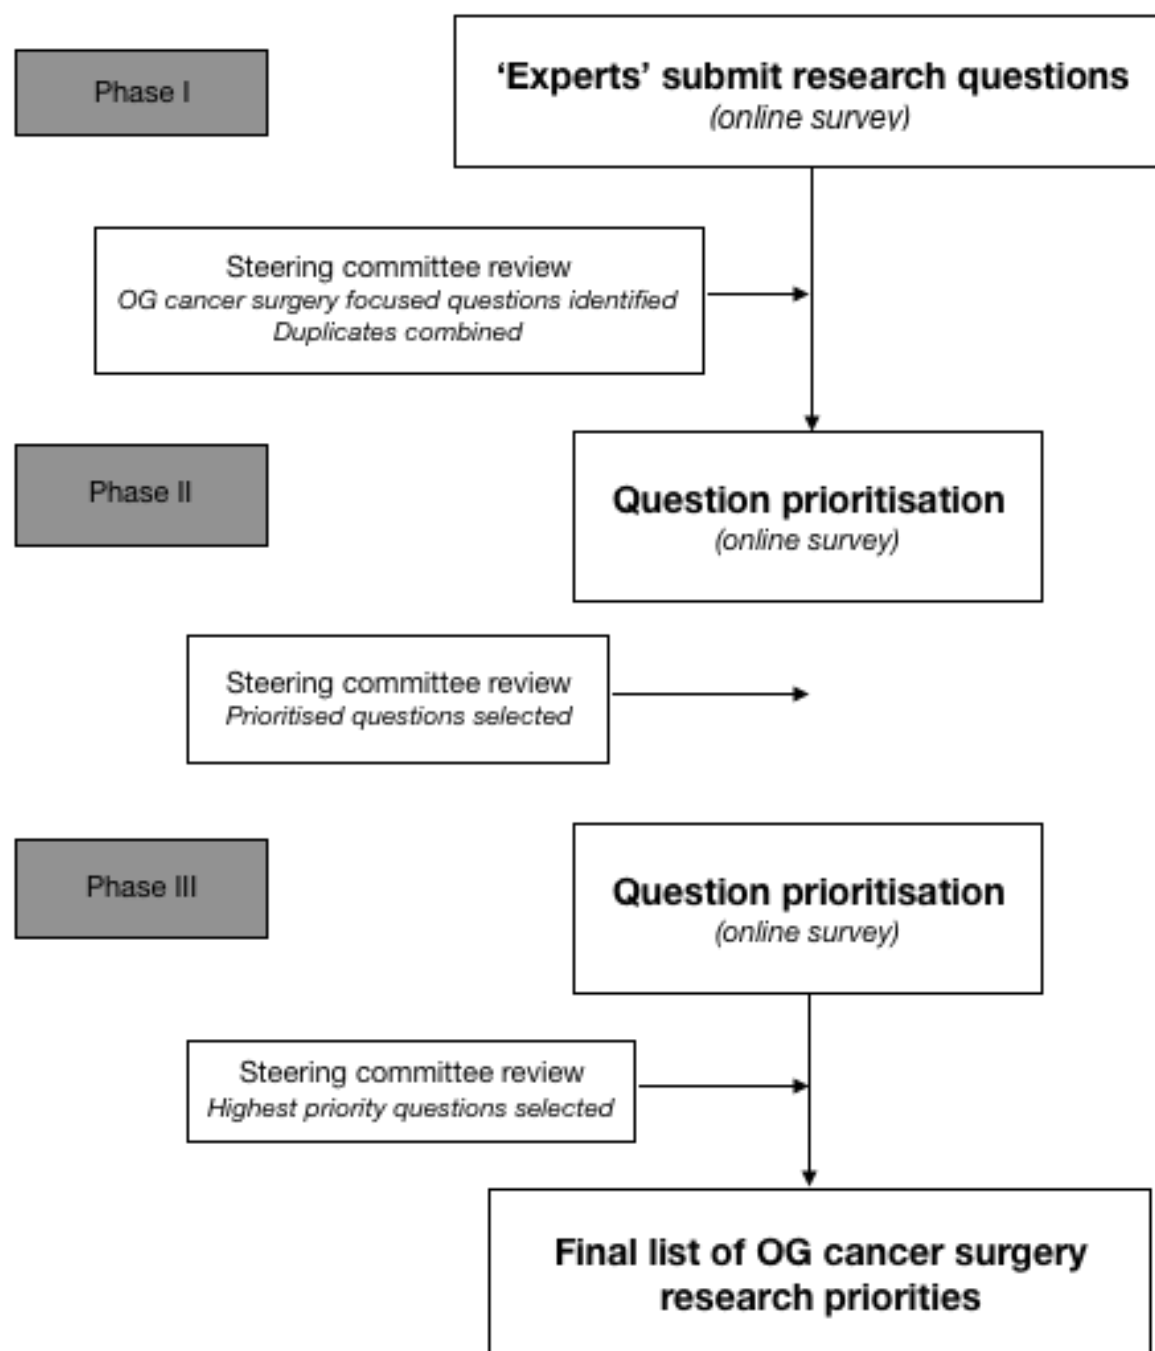 Phase I
‘Experts’ submit research questions
(online survey)
Steering committee review
OG cancer surgery focused questions identified
Duplicates combined
Phase II
Question prioritisation
(online survey)
Steering committee review
Prioritised questions selected
Phase III
Question prioritisation
(online survey)
Steering committee review
Highest priority questions selected
Final list of OG cancer surgery
research priorities